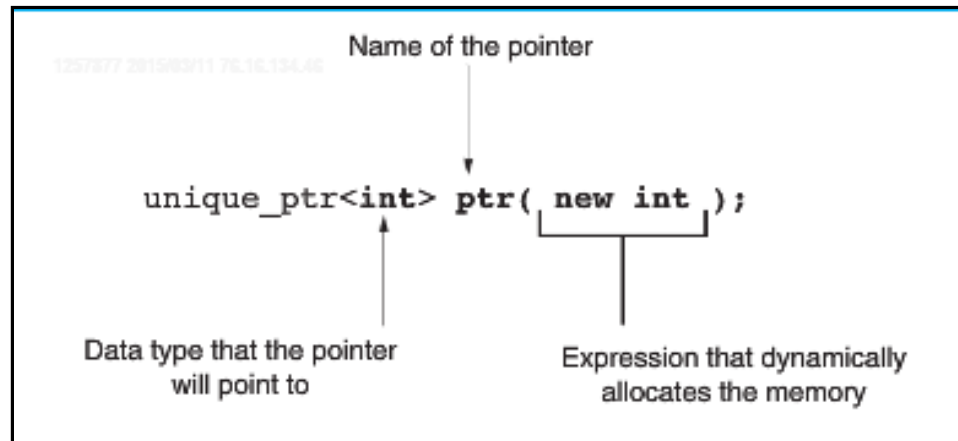 Name of the pointer
unique_ptr<int> ptr( new int );
Data type that the pointer
will point to
Expression that dynamically
allocates the memory